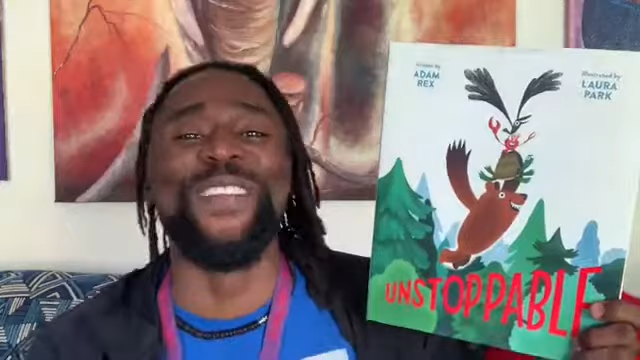 written by
ADAM
REX
illustrated by
LAURA
PARK
UNSTOPPABLE